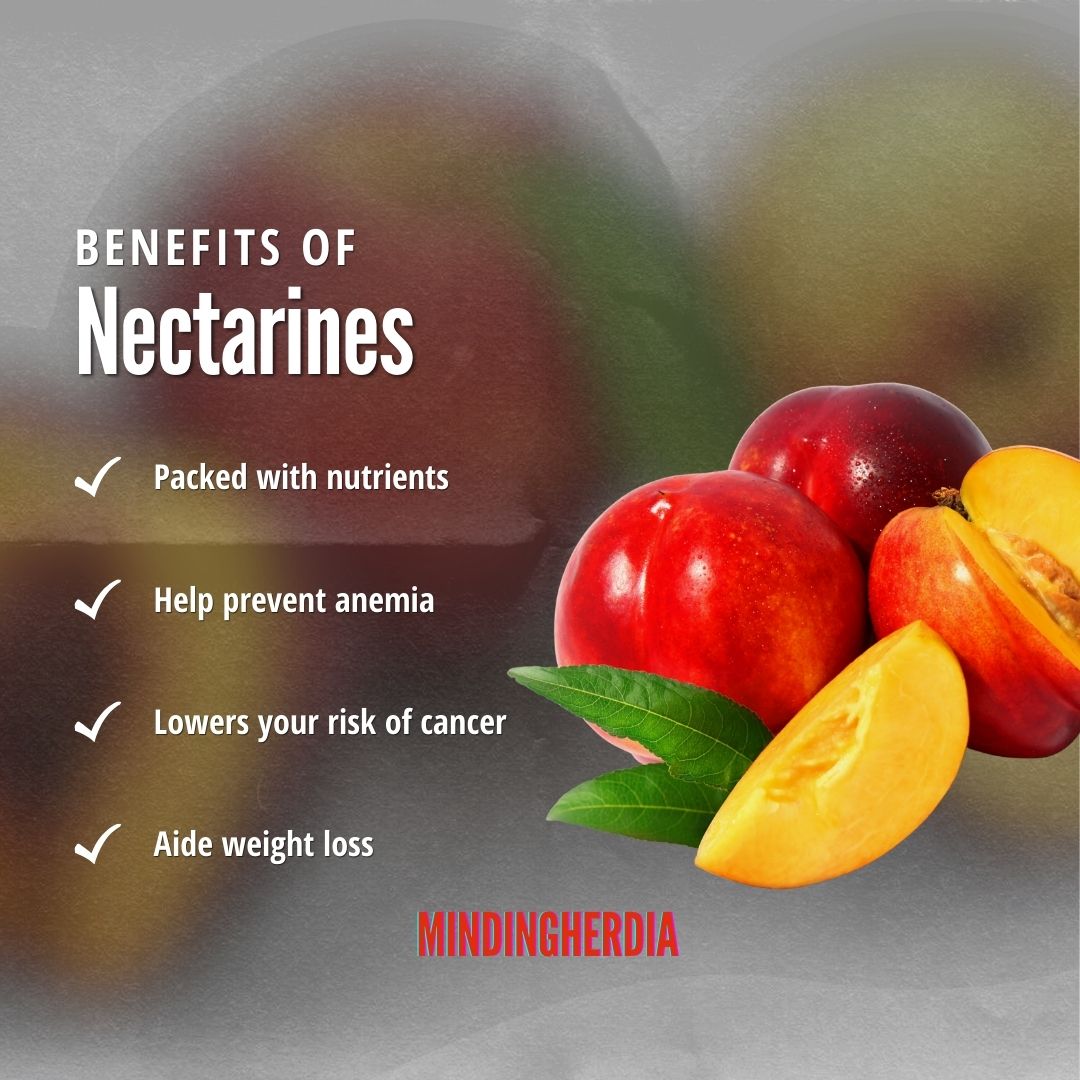 BENEFITS OF
Nectarines
Packed with nutrients
Help prevent anemia
Lowers your risk of cancer
Aide weight loss
MINDINGHERDIA